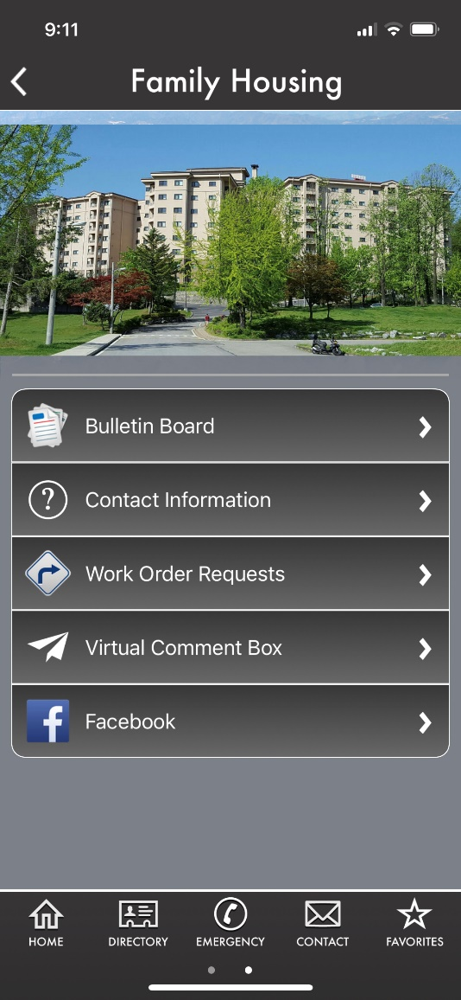 9:11
Family Housing
Bulletin Board
Contact Information
Work Order Requests
Virtual Comment Box
Facebook
HOME DIRECTORY EMERGENCY CONTACT FAVORITES